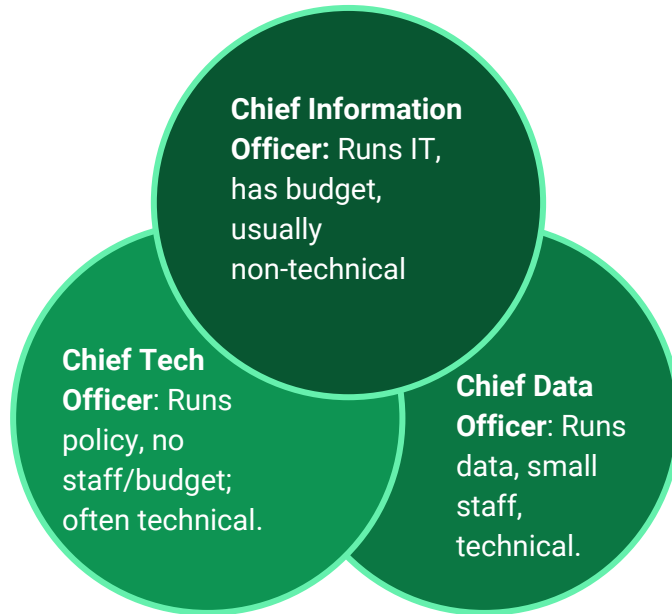 Chief Information
Officer: Runs IT,
has budget,
usually
non-technical
Chief Tech
Officer: Runs
policy, no
staff/budget;
often technical.
Chief Data
Officer: Runs
data, small
staff,
technical.